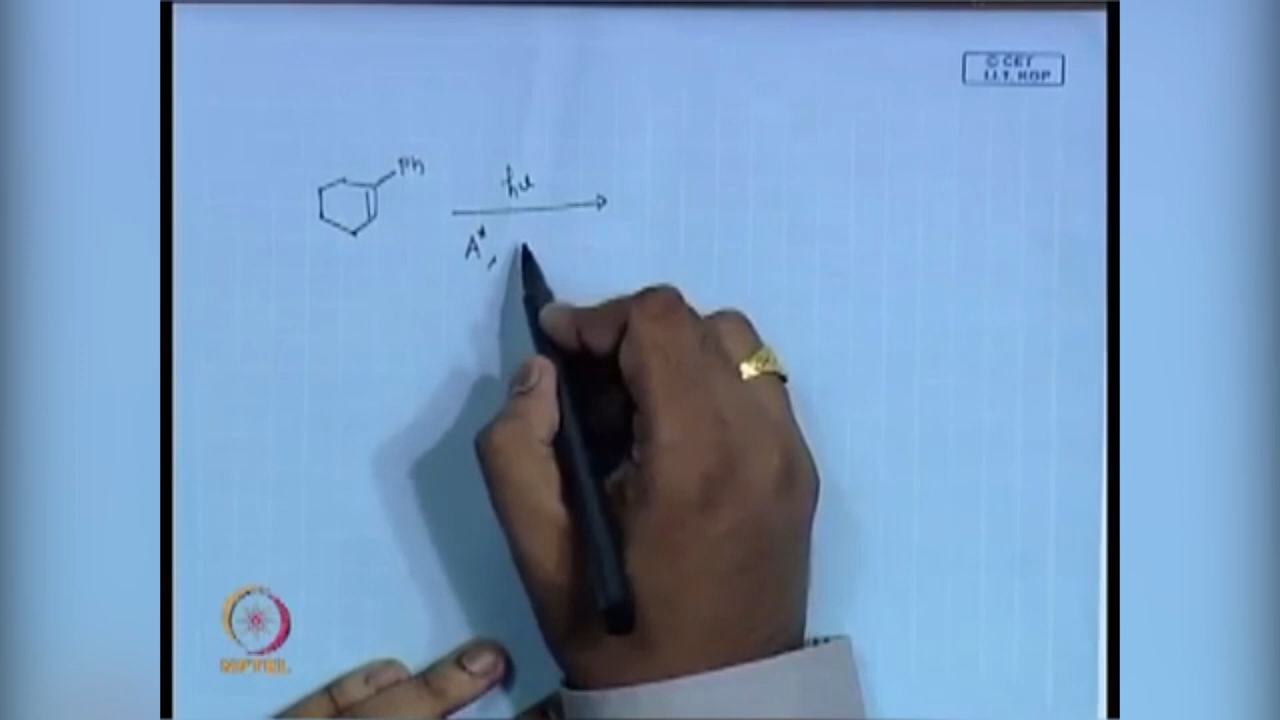 © CET
I.I.T. KGP
Ph
hν
A*,
NPTEL